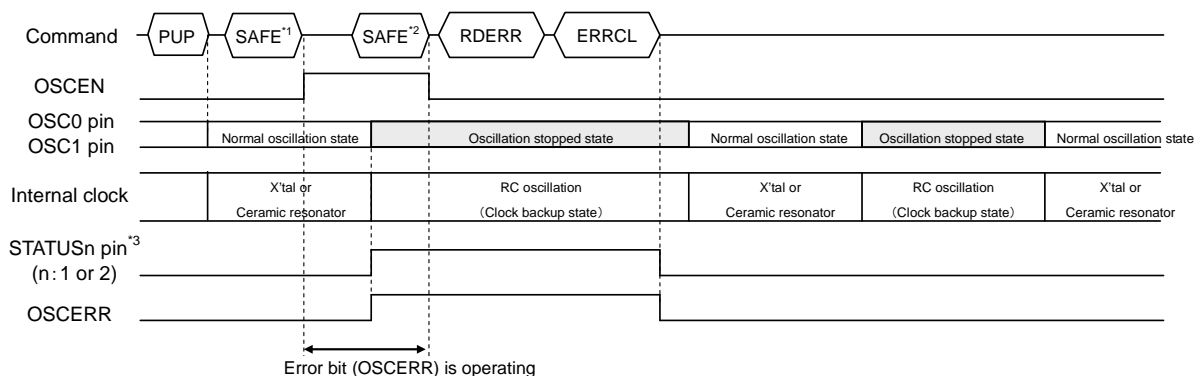 Command PUP SAFE*1 SAFE*2 RDERR ERRCL
OSCEN
OSC0 pin
OSC1 pin
Normal oscillation state Oscillation stopped state Normal oscillation state Oscillation stopped state Normal oscillation state
Internal clock
X'tal or RC oscillation X'tal or RC oscillation X'tal or
Ceramic resonator (Clock backup state) Ceramic resonator (Clock backup state) Ceramic resonator
STATUSn pin*3
(n:1 or 2)
OSCERR
Error bit (OSCERR) is operating